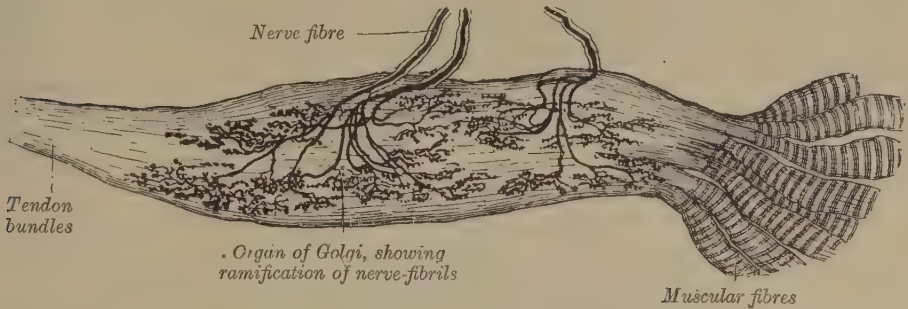 Nerve fibre
Tendon
bundles
. Organ of Golgi, showing
ramification of nerve-fibrils
Muscular fibres